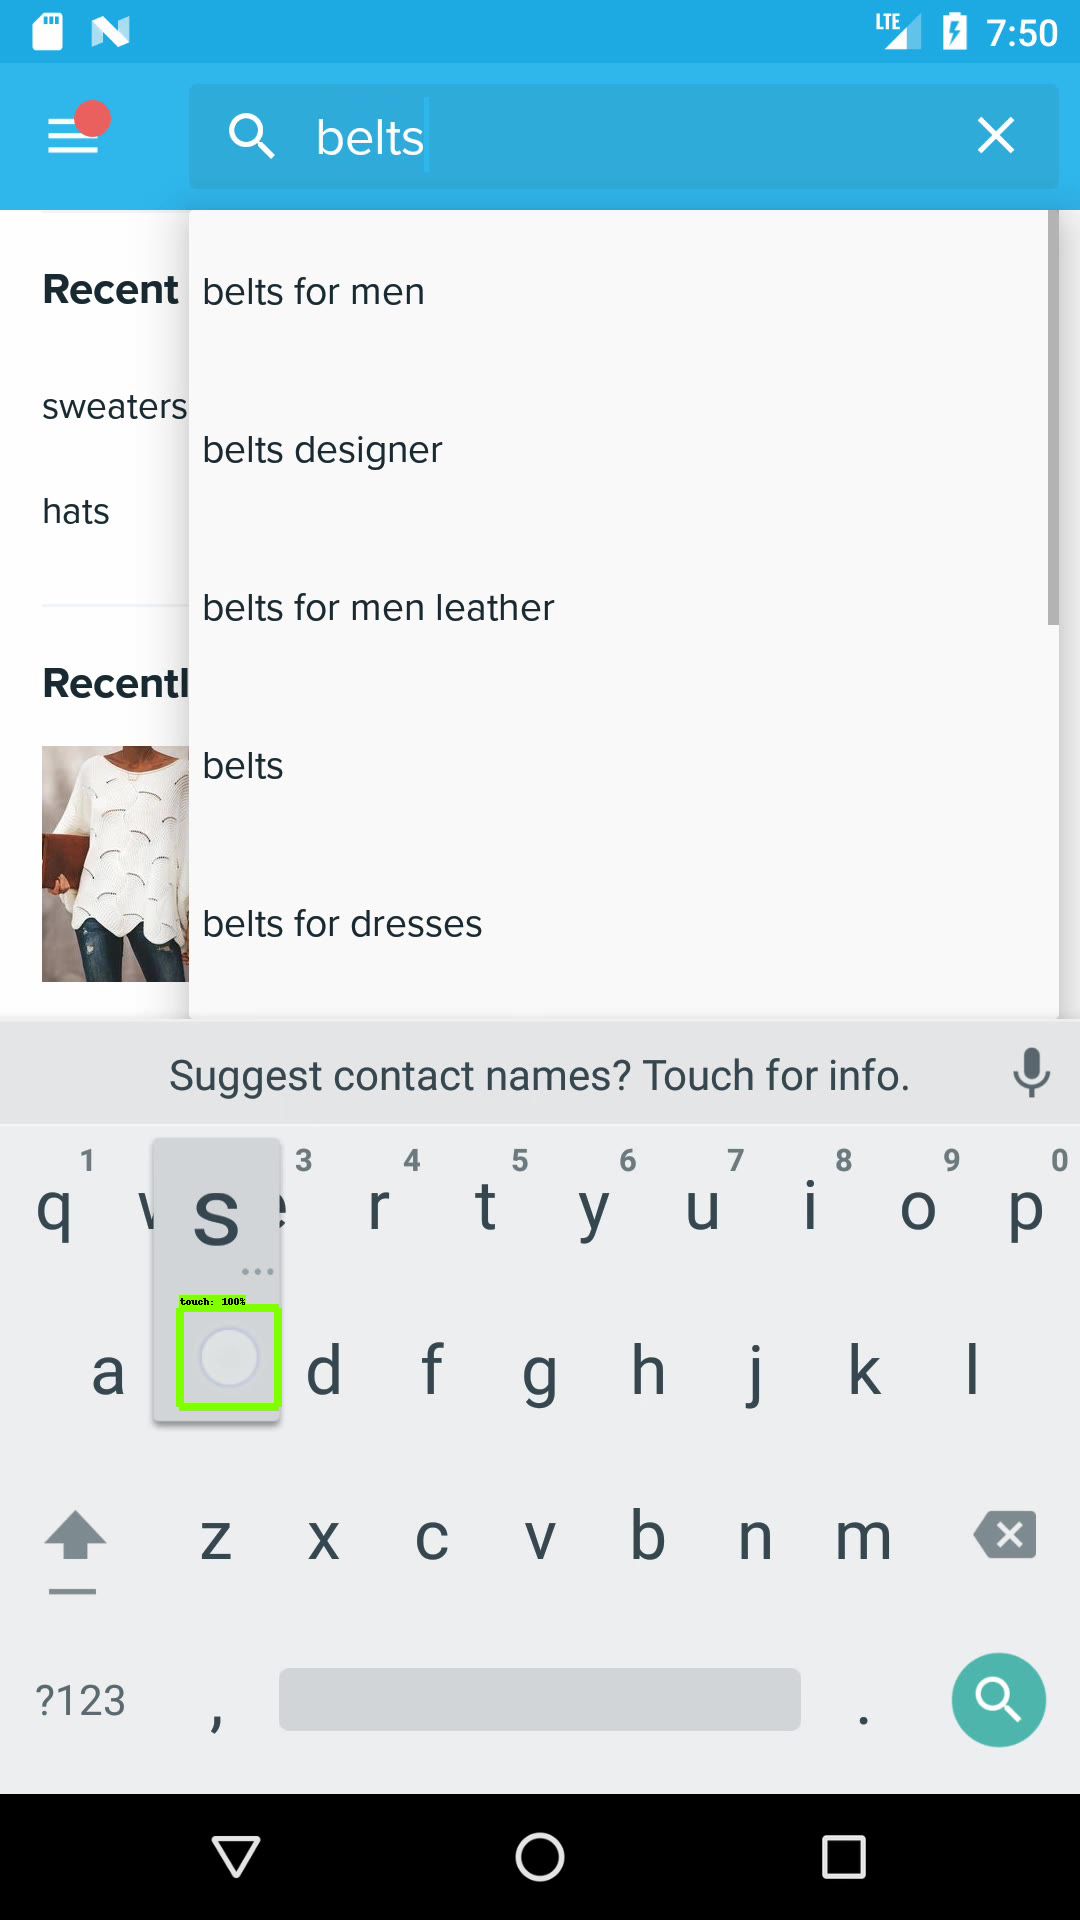 LTE 7:50
belts
Recent
belts for men
sweaters
belts designer
hats
belts for men leather
Recentl
belts
belts for dresses
Suggest contact names? Touch for info.
1 3 4 5 6 7 8 9 0
q w e r t y u i o p
s
touch: 100%
a d f g h j k l
z x c v b n m
?123 , .